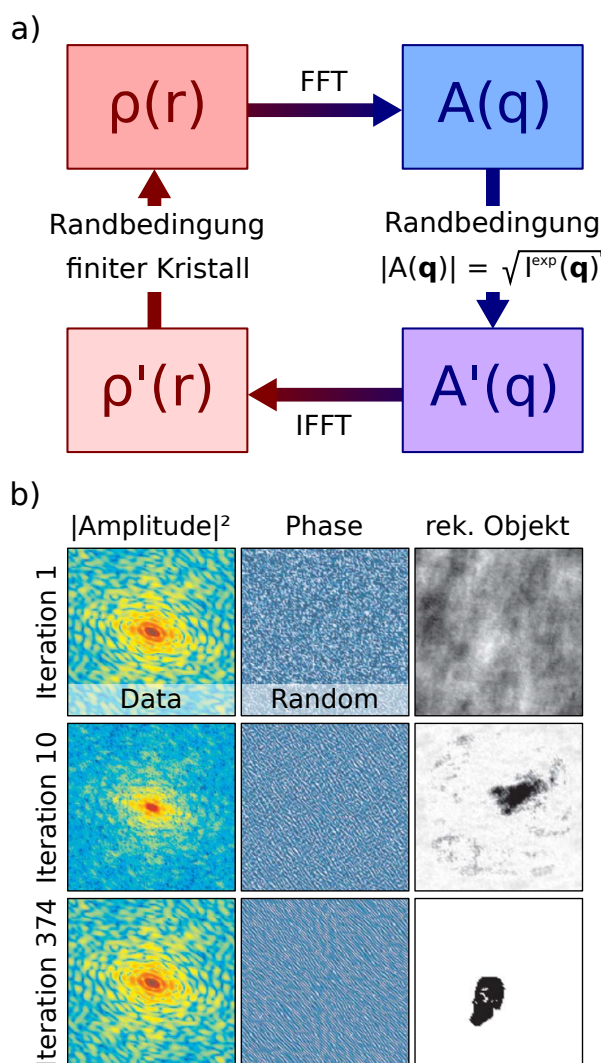 a)
ρ(r)
FFT
A(q)
Randbedingung
finiter Kristall
Randbedingung
|A(q)| = √I^exp(q)
ρ'(r)
IFFT
A'(q)
b)
|Amplitude|² Phase rek. Objekt
Iteration 1
Data
Random
Iteration 10
Iteration 374